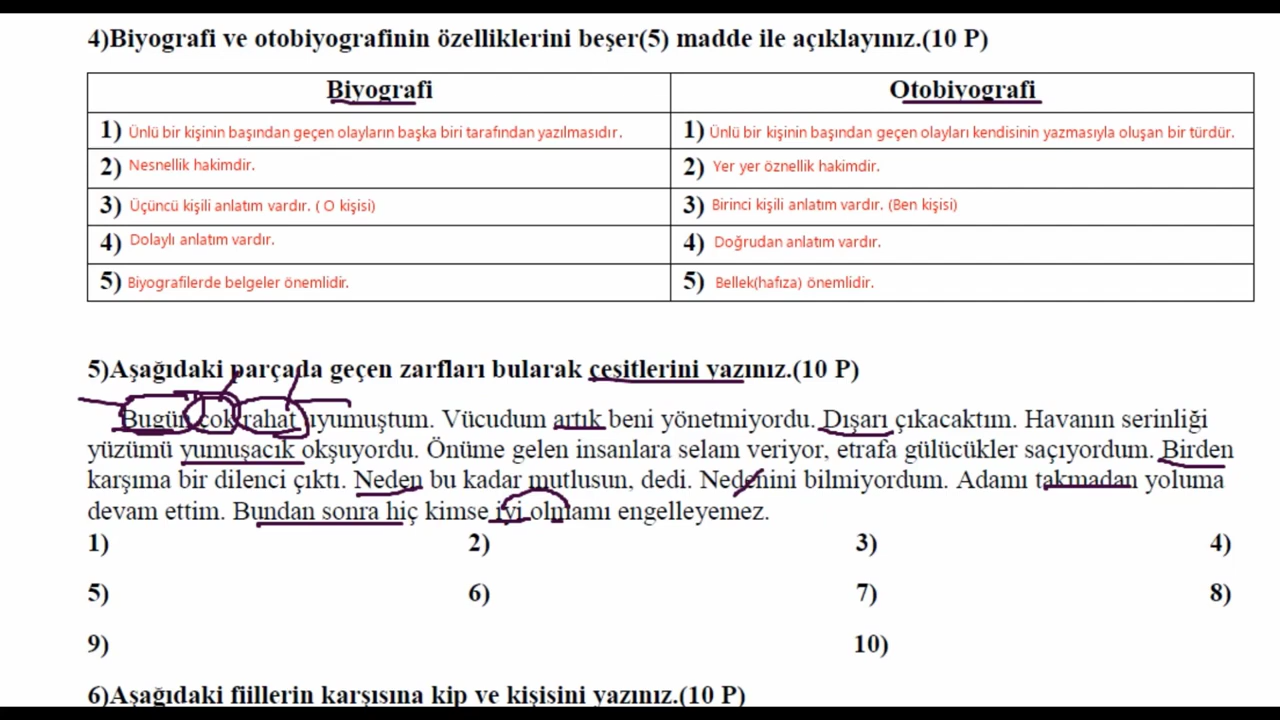 4)Biyografi ve otobiyografinin özelliklerini beşer(5) madde ile açıklayınız.(10 P)
Biyografi Otobiyografi
1) Ünlü bir kişinin başından geçen olayların başka biri tarafından yazılmasıdır. 1) Ünlü bir kişinin başından geçen olayları kendisinin yazmasıyla oluşan bir türdür.
2) Nesnellik hakimdir. 2) Yer yer öznellik hakimdir.
3) Üçüncü kişili anlatım vardır. ( O kişisi) 3) Birinci kişili anlatım vardır. (Ben kişisi)
4) Dolaylı anlatım vardır. 4) Doğrudan anlatım vardır.
5) Biyografilerde belgeler önemlidir. 5) Bellek(hafıza) önemlidir.
5)Aşağıdaki parçada geçen zarfları bularak çeşitlerini yazınız.(10 P)
Bugün çok rahat uyumuştum. Vücudum artık beni yönetmiyordu. Dışarı çıkacaktım. Havanın serinliği
yüzümü yumuşacık okşuyordu. Önüme gelen insanlara selam veriyor, etrafa gülücükler saçıyordum. Birden
karşıma bir dilenci çıktı. Neden bu kadar mutlusun, dedi. Nedenini bilmiyordum. Adamı takmadan yoluma
devam ettim. Bundan sonra hiç kimse iyi olmamı engelleyemez.
1) 2) 3) 4)
5) 6) 7) 8)
9) 10)
6)Aşağıdaki fiillerin karşısına kip ve kişisini yazınız.(10 P)